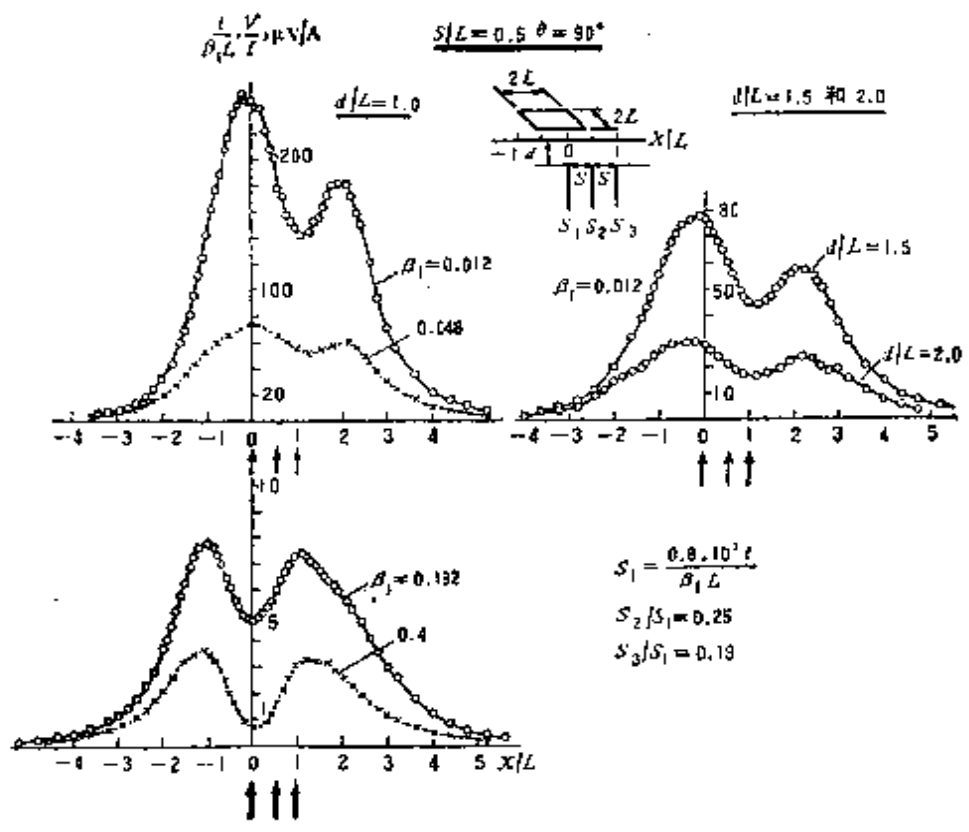 t/β₁L · V/I, μV/A
S/L=0.5 θ=90°
d/L=1.0
2L
2L
d/L=1.5 和 2.0
X/L
-1 d 0 1
S S
S₁ S₂ S₃
200
β₁=0.012
100
0.048
20
-4 -3 -2 -1 0 1 2 3 4 5
80
d/L=1.5
β₁=0.012
50
d/L=2.0
10
-4 -3 -2 -1 0 1 2 3 4 5
10
β₁=0.192
5
0.4
1
-4 -3 -2 -1 0 1 2 3 4 5 X/L
S₂/S₁=0.25
S₃/S₁=0.13